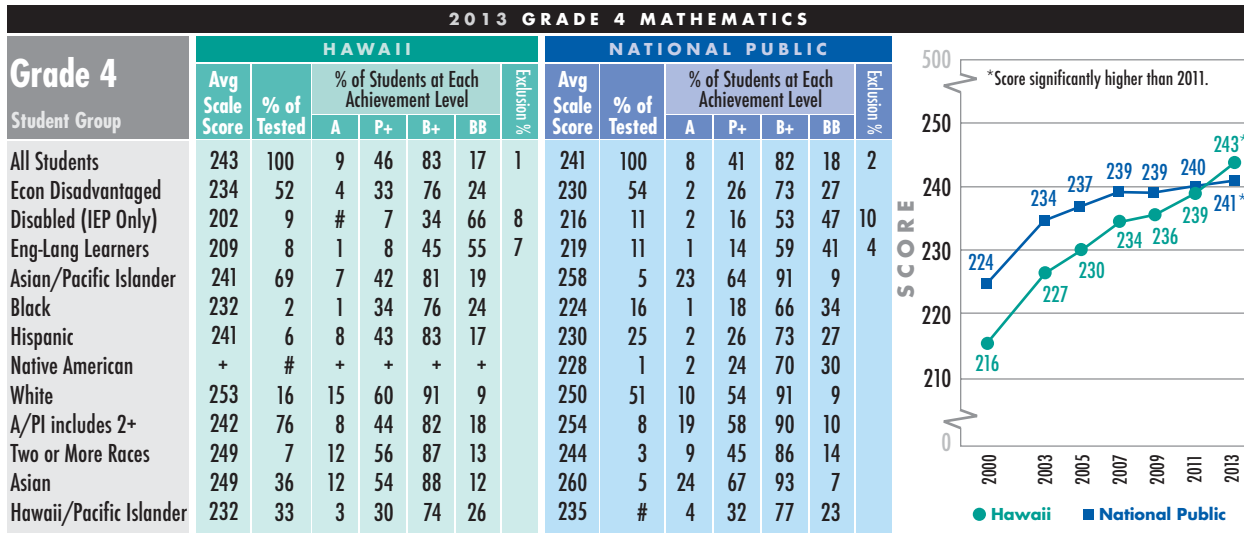 2013 GRADE 4 MATHEMATICS
Grade 4
Student Group
HAWAII
Avg Scale Score
% of Tested
% of Students at Each Achievement Level
A P+ B+ BB
Exclusion %
NATIONAL PUBLIC
Avg Scale Score
% of Tested
% of Students at Each Achievement Level
A P+ B+ BB
Exclusion %
All Students 243 100 9 46 83 17 1 241 100 8 41 82 18 2
Econ Disadvantaged 234 52 4 33 76 24 230 54 2 26 73 27
Disabled (IEP Only) 202 9 # 7 34 66 8 216 11 2 16 53 47 10
Eng-Lang Learners 209 8 1 8 45 55 7 219 11 1 14 59 41 4
Asian/Pacific Islander 241 69 7 42 81 19 258 5 23 64 91 9
Black 232 2 1 34 76 24 224 16 1 18 66 34
Hispanic 241 6 8 43 83 17 230 25 2 26 73 27
Native American + # + + + + 228 1 2 24 70 30
White 253 16 15 60 91 9 250 51 10 54 91 9
A/PI includes 2+ 242 76 8 44 82 18 254 8 19 58 90 10
Two or More Races 249 7 12 56 87 13 244 3 9 45 86 14
Asian 249 36 12 54 88 12 260 5 24 67 93 7
Hawaii/Pacific Islander 232 33 3 30 74 26 235 # 4 32 77 23
*Score significantly higher than 2011.
SCORE
500
250
240
230
220
210
0
224 234 237 239 239 240 241*
216 227 230 234 236 239 243*
2000 2003 2005 2007 2009 2011 2013
Hawaii National Public